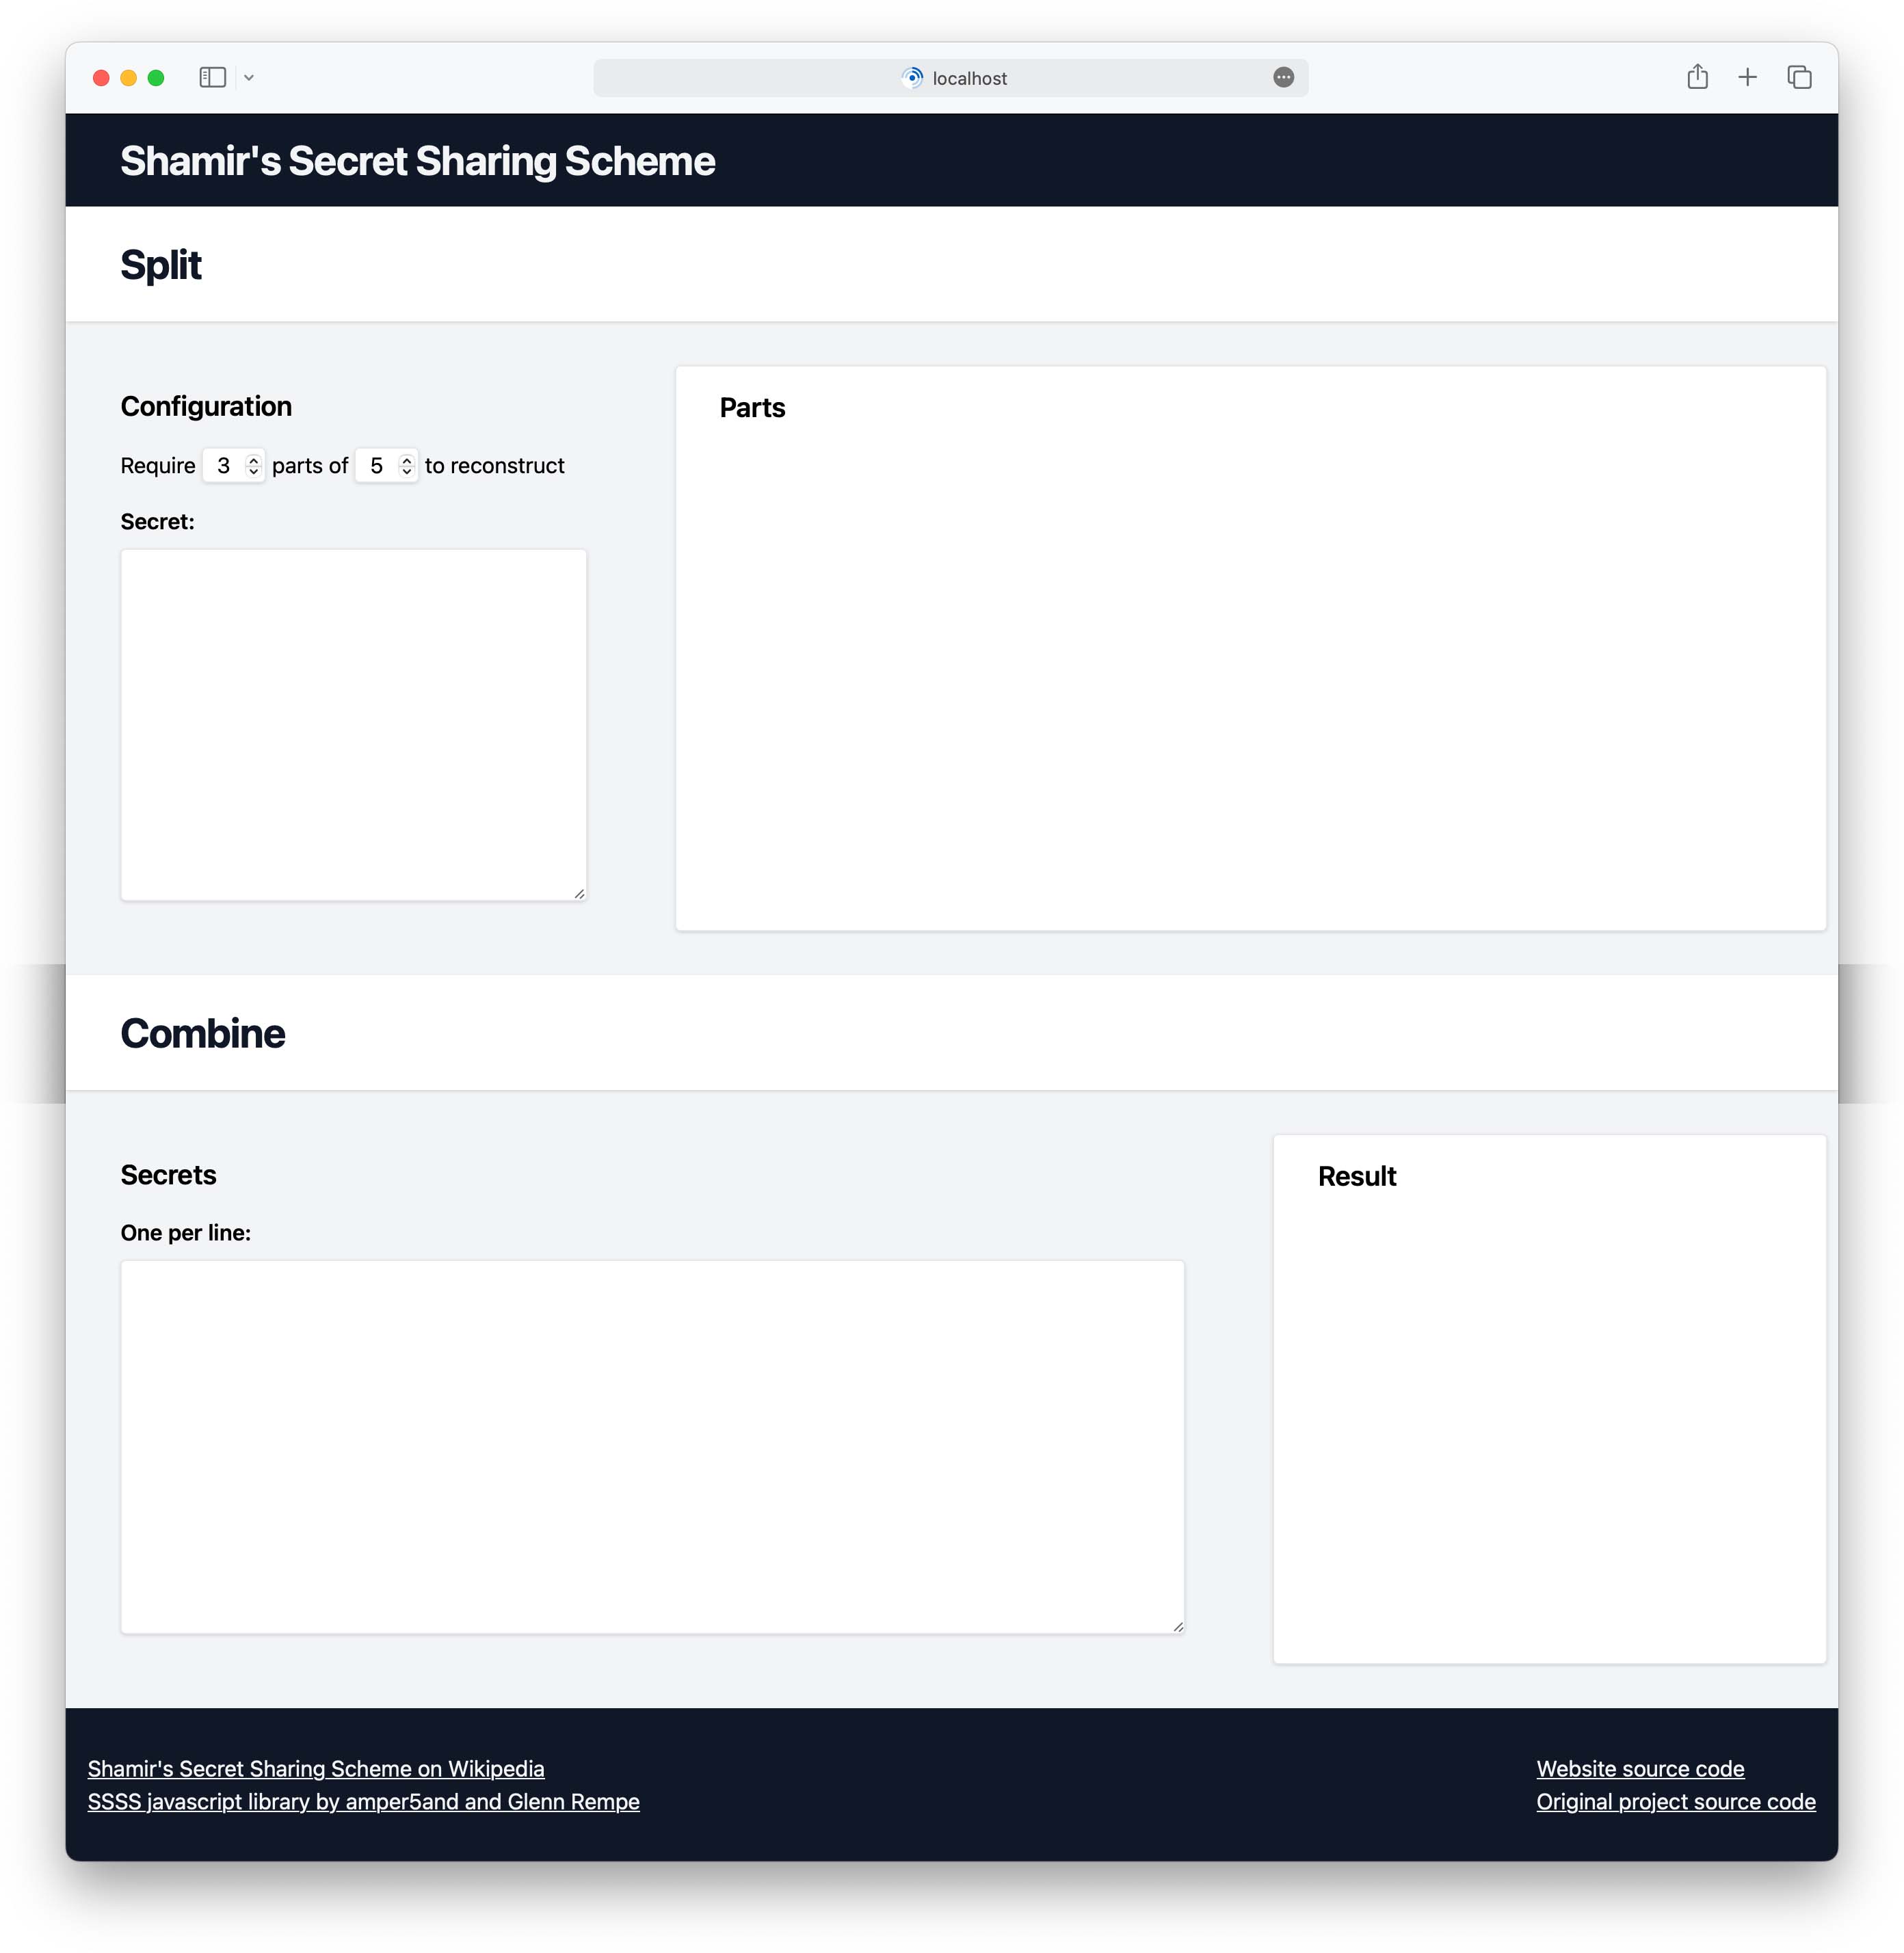 localhost
Shamir's Secret Sharing Scheme
Split
Configuration
Require 3 parts of 5 to reconstruct
Secret:
Parts
Combine
Secrets
One per line:
Result
Shamir's Secret Sharing Scheme on Wikipedia
SSSS javascript library by amper5and and Glenn Rempe
Website source code
Original project source code